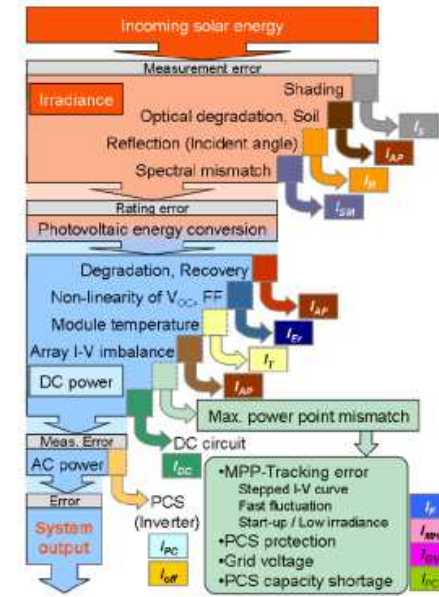 Incoming solar energy
Measurement error
Irradiance
Shading
Optical degradation, Soil
Reflection (Incident angle)
Spectral mismatch
I_S
I_AP
I_R
I_SM
Rating error
Photovoltaic energy conversion
Degradation, Recovery
Non-linearity of V_OC, FF
Module temperature
Array I-V imbalance
I_AP
I_Er
I_T
I_AP
DC power
Max. power point mismatch
Meas. Error
DC circuit
I_DC
AC power
•MPP-Tracking error
Stepped I-V curve
Fast fluctuation
Start-up / Low irradiance
•PCS protection
•Grid voltage
•PCS capacity shortage
Error
PCS
(Inverter)
System
output
I_PC
I_off